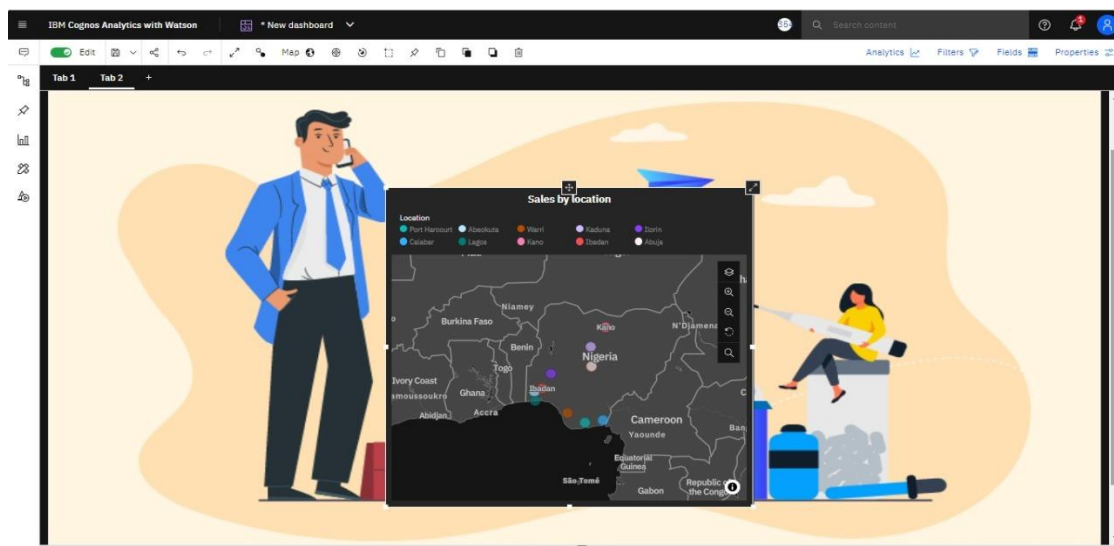 IBM Cognos Analytics with Watson
* New dashboard
Search content
1
Edit
Map
Analytics
Filters
Fields
Properties
Tab 1
Tab 2
+
Sales by location
Location
Port Harcourt Abeokuta Warri Kaduna Ilorin
Calabar Lagos Kano Ibadan Abuja
Niamey
Burkina Faso
Kano
N'Djamena
Benin
Nigeria
Togo
Ivory Coast
Ibadan
Ghana
amoussoukro
Abidjan
Accra
Cameroon
Ban
Yaounde
Equatorial
Guinea
São Tomé
Gabon
Republic
the Congo